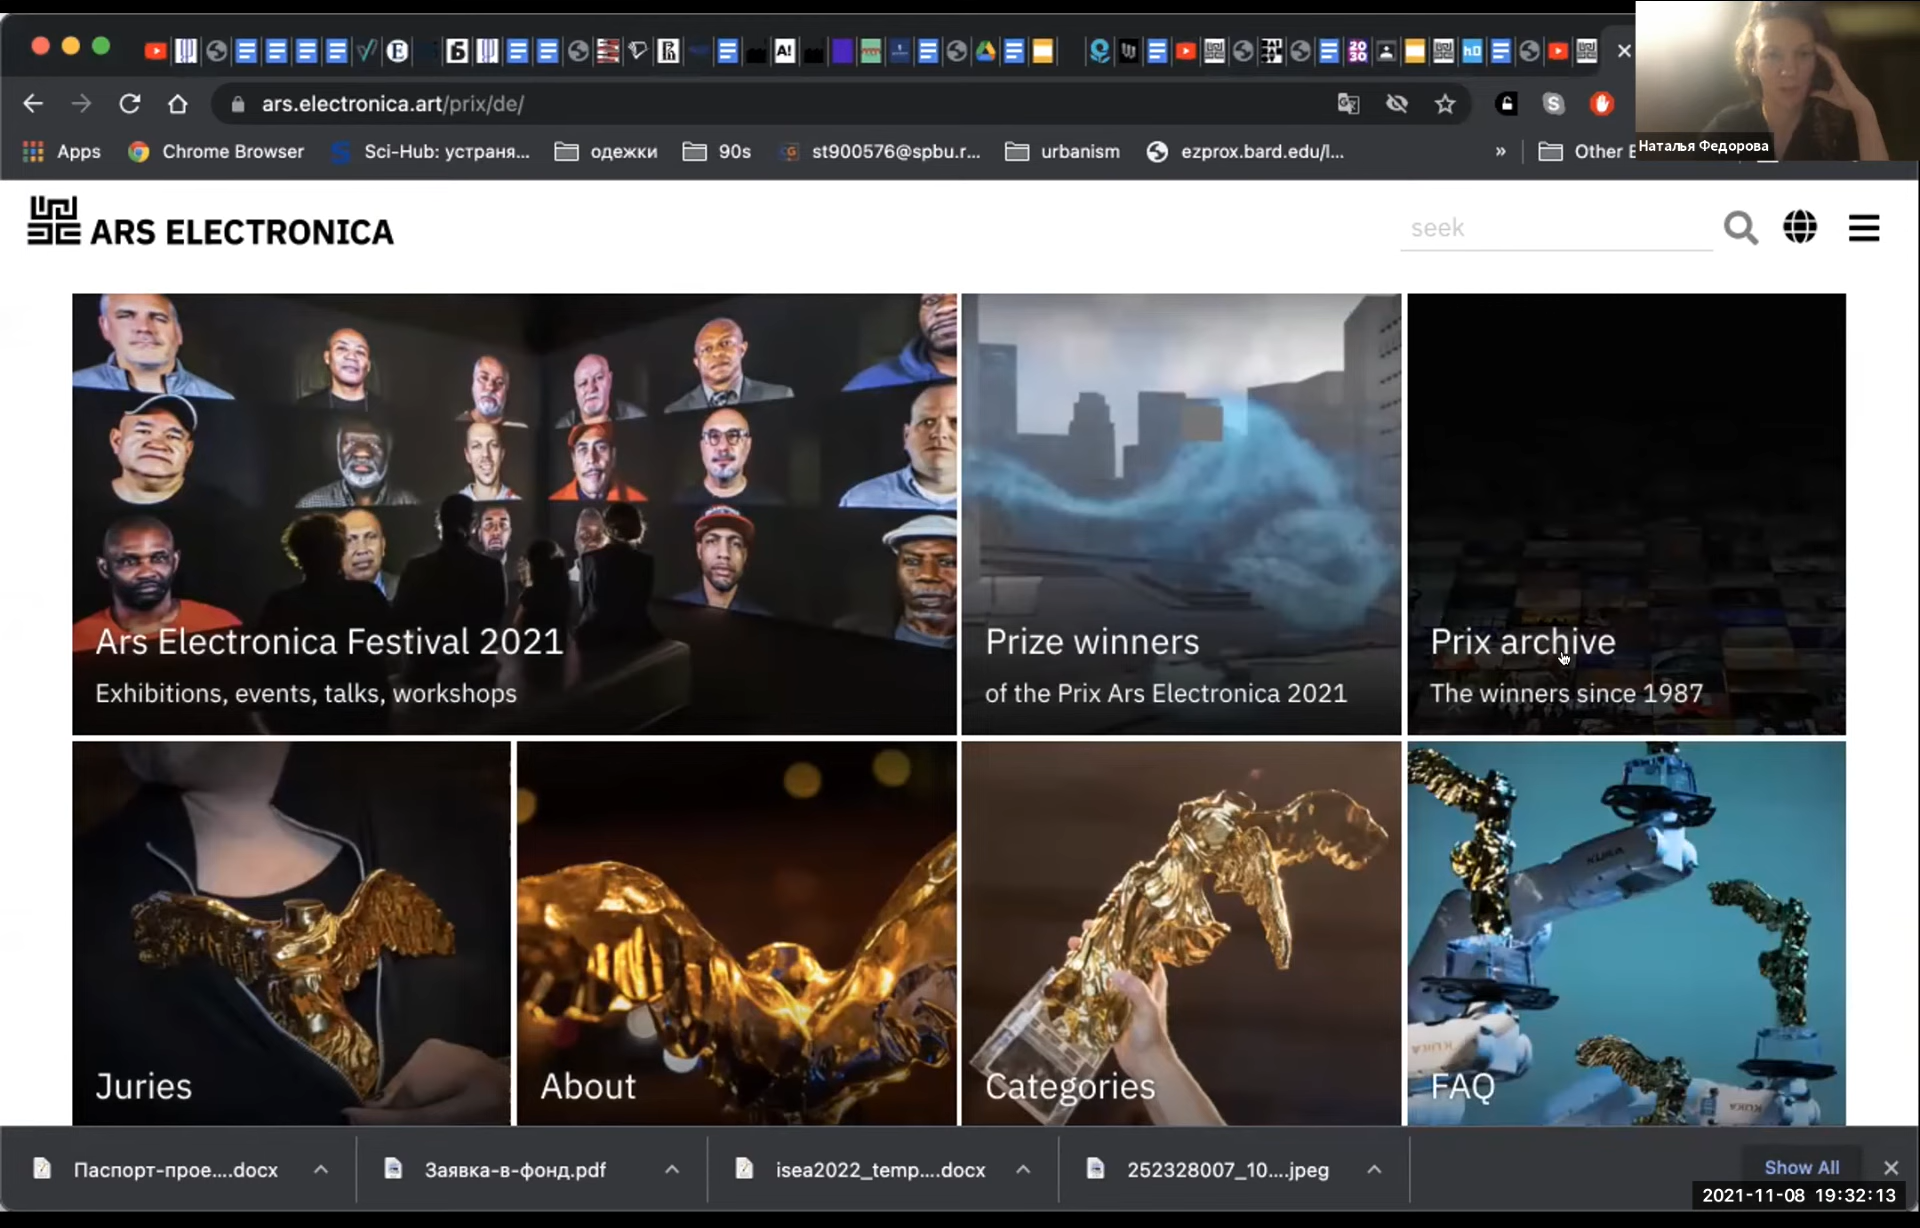 ars.electronica.art/prix/de/
Apps
Chrome Browser
Sci-Hub: устраня...
одежки
90s
st900576@spbu.r...
urbanism
ezprox.bard.edu/l...
»
Other
Наталья Федорова
ARS ELECTRONICA
seek
Ars Electronica Festival 2021
Exhibitions, events, talks, workshops
Prize winners
of the Prix Ars Electronica 2021
Prix archive
The winners since 1987
Juries
About
Categories
FAQ
KUKA
KUKA
Паспорт-прое....docx
Заявка-в-фонд.pdf
isea2022_temp....docx
252328007_10....jpeg
Show All
2021-11-08 19:32:13